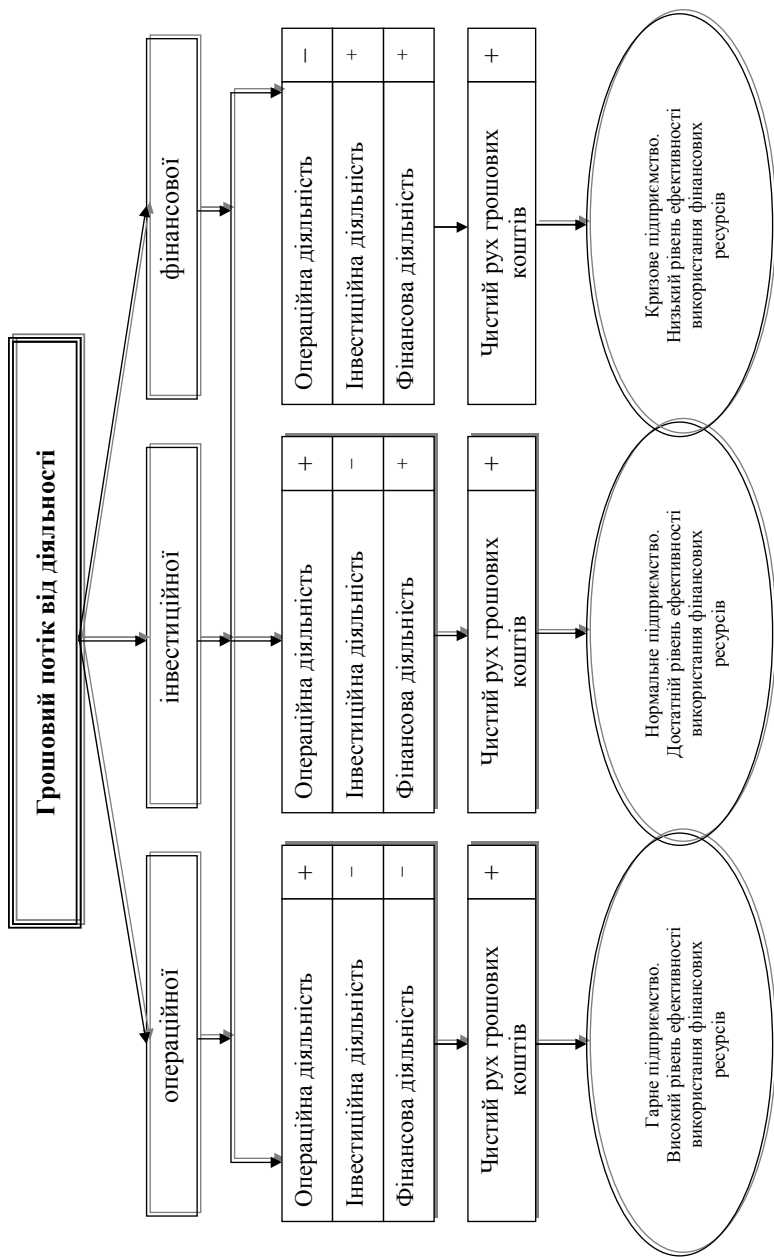 Грошовий потік від діяльності
операційної
інвестиційної
фінансової
Операційна діяльність +
Інвестиційна діяльність –
Фінансова діяльність –
Операційна діяльність +
Інвестиційна діяльність –
Фінансова діяльність +
Операційна діяльність –
Інвестиційна діяльність +
Фінансова діяльність +
Чистий рух грошових +
коштів
Чистий рух грошових +
коштів
Чистий рух грошових +
коштів
Гарне підприємство.
Високий рівень ефективності
використання фінансових
ресурсів
Нормальне підприємство.
Достатній рівень ефективності
використання фінансових
ресурсів
Кризове підприємство.
Низький рівень ефективності
використання фінансових
ресурсів